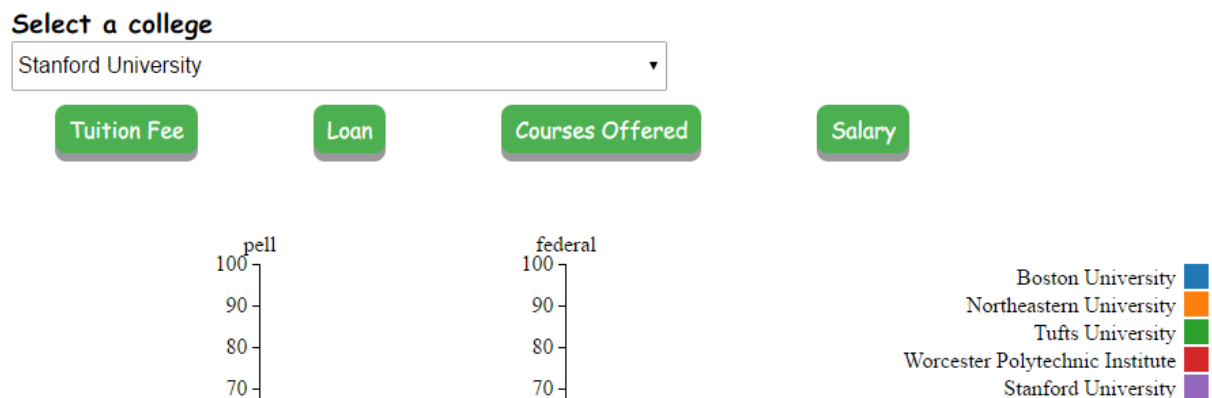 Select a college
Stanford University
Tuition Fee Loan Courses Offered Salary
pell federal
100 100
Boston University
90 90
Northeastern University
Tufts University
80 80
Worcester Polytechnic Institute
70 70
Stanford University